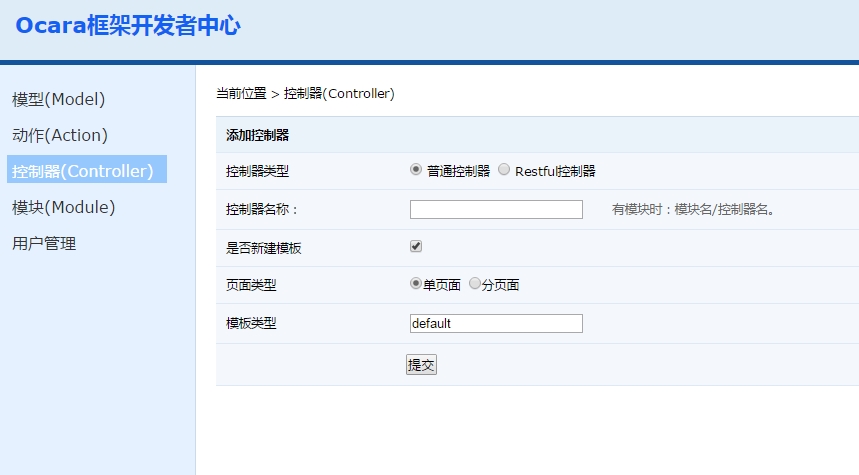 Ocara框架开发者中心
模型(Model)
动作(Action)
控制器(Controller)
模块(Module)
用户管理
当前位置 > 控制器(Controller)
添加控制器
控制器类型 普通控制器 Restful控制器
控制器名称： 有模块时：模块名/控制器名。
是否新建模板
页面类型 单页面 分页面
模板类型 default
提交